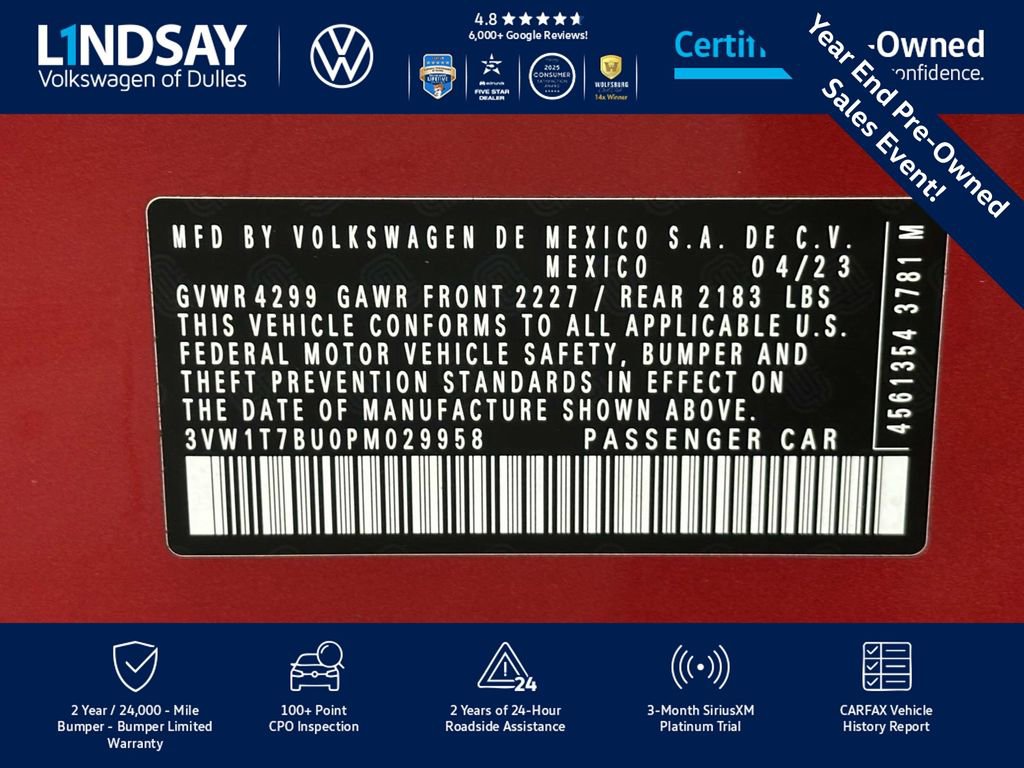 L1NDSAY
Volkswagen of Dulles
4.8
6,000+ Google Reviews!
FIVE STAR
DEALER
2025
CONSUMER
SATISFACTION
AWARD
WOLFSBURG
14x Winner
-Owned
confidence.
Year End Pre-Owned
Sales Event!
MFD BY VOLKSWAGEN DE MEXICO S.A. DE C.V.
MEXICO 04/23
GVWR 4299 GAWR FRONT 2227 / REAR 2183 LBS
THIS VEHICLE CONFORMS TO ALL APPLICABLE U.S.
FEDERAL MOTOR VEHICLE SAFETY, BUMPER AND
THEFT PREVENTION STANDARDS IN EFFECT ON
THE DATE OF MANUFACTURE SHOWN ABOVE.
3VW1T7BU0PM029958 PASSENGER CAR
4561354 3781 M
2 Year / 24,000 - Mile
Bumper - Bumper Limited
Warranty
100+ Point
CPO Inspection
24
2 Years of 24-Hour
Roadside Assistance
3-Month SiriusXM
Platinum Trial
CARFAX Vehicle
History Report